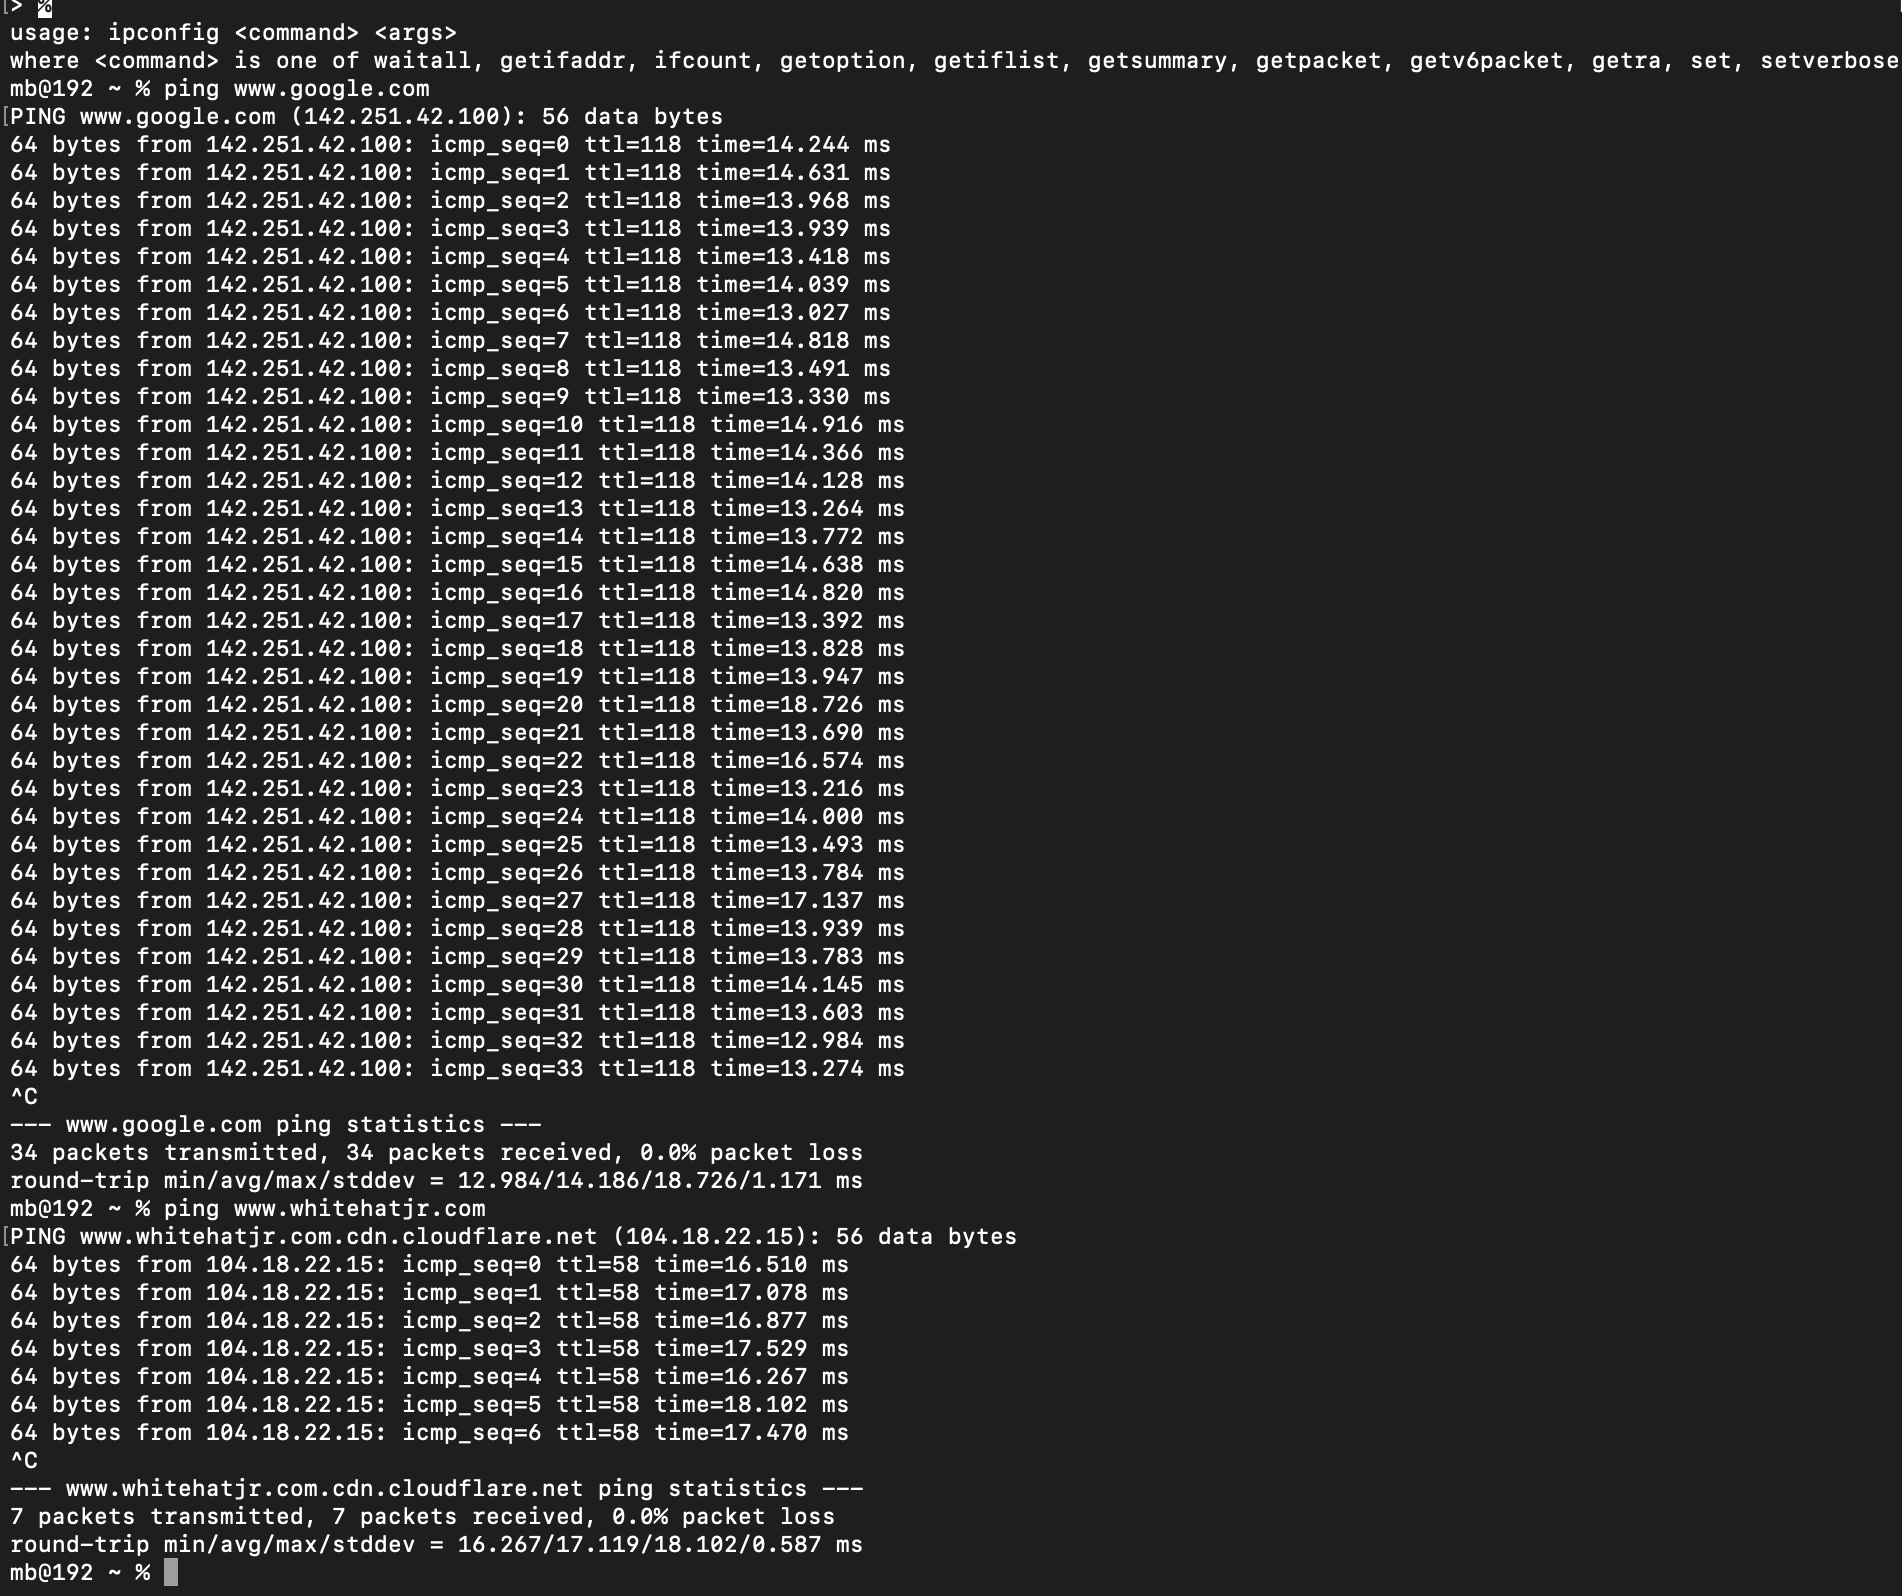 [> %
usage: ipconfig <command> <args>
where <command> is one of waitall, getifaddr, ifcount, getoption, getiflist, getsummary, getpacket, getv6packet, getra, set, setverbose
mb@192 ~ % ping www.google.com
[PING www.google.com (142.251.42.100): 56 data bytes
64 bytes from 142.251.42.100: icmp_seq=0 ttl=118 time=14.244 ms
64 bytes from 142.251.42.100: icmp_seq=1 ttl=118 time=14.631 ms
64 bytes from 142.251.42.100: icmp_seq=2 ttl=118 time=13.968 ms
64 bytes from 142.251.42.100: icmp_seq=3 ttl=118 time=13.939 ms
64 bytes from 142.251.42.100: icmp_seq=4 ttl=118 time=13.418 ms
64 bytes from 142.251.42.100: icmp_seq=5 ttl=118 time=14.039 ms
64 bytes from 142.251.42.100: icmp_seq=6 ttl=118 time=13.027 ms
64 bytes from 142.251.42.100: icmp_seq=7 ttl=118 time=14.818 ms
64 bytes from 142.251.42.100: icmp_seq=8 ttl=118 time=13.491 ms
64 bytes from 142.251.42.100: icmp_seq=9 ttl=118 time=13.330 ms
64 bytes from 142.251.42.100: icmp_seq=10 ttl=118 time=14.916 ms
64 bytes from 142.251.42.100: icmp_seq=11 ttl=118 time=14.366 ms
64 bytes from 142.251.42.100: icmp_seq=12 ttl=118 time=14.128 ms
64 bytes from 142.251.42.100: icmp_seq=13 ttl=118 time=13.264 ms
64 bytes from 142.251.42.100: icmp_seq=14 ttl=118 time=13.772 ms
64 bytes from 142.251.42.100: icmp_seq=15 ttl=118 time=14.638 ms
64 bytes from 142.251.42.100: icmp_seq=16 ttl=118 time=14.820 ms
64 bytes from 142.251.42.100: icmp_seq=17 ttl=118 time=13.392 ms
64 bytes from 142.251.42.100: icmp_seq=18 ttl=118 time=13.828 ms
64 bytes from 142.251.42.100: icmp_seq=19 ttl=118 time=13.947 ms
64 bytes from 142.251.42.100: icmp_seq=20 ttl=118 time=18.726 ms
64 bytes from 142.251.42.100: icmp_seq=21 ttl=118 time=13.690 ms
64 bytes from 142.251.42.100: icmp_seq=22 ttl=118 time=16.574 ms
64 bytes from 142.251.42.100: icmp_seq=23 ttl=118 time=13.216 ms
64 bytes from 142.251.42.100: icmp_seq=24 ttl=118 time=14.000 ms
64 bytes from 142.251.42.100: icmp_seq=25 ttl=118 time=13.493 ms
64 bytes from 142.251.42.100: icmp_seq=26 ttl=118 time=13.784 ms
64 bytes from 142.251.42.100: icmp_seq=27 ttl=118 time=17.137 ms
64 bytes from 142.251.42.100: icmp_seq=28 ttl=118 time=13.939 ms
64 bytes from 142.251.42.100: icmp_seq=29 ttl=118 time=13.783 ms
64 bytes from 142.251.42.100: icmp_seq=30 ttl=118 time=14.145 ms
64 bytes from 142.251.42.100: icmp_seq=31 ttl=118 time=13.603 ms
64 bytes from 142.251.42.100: icmp_seq=32 ttl=118 time=12.984 ms
64 bytes from 142.251.42.100: icmp_seq=33 ttl=118 time=13.274 ms
^C
--- www.google.com ping statistics ---
34 packets transmitted, 34 packets received, 0.0% packet loss
round-trip min/avg/max/stddev = 12.984/14.186/18.726/1.171 ms
mb@192 ~ % ping www.whitehatjr.com
[PING www.whitehatjr.com.cdn.cloudflare.net (104.18.22.15): 56 data bytes
64 bytes from 104.18.22.15: icmp_seq=0 ttl=58 time=16.510 ms
64 bytes from 104.18.22.15: icmp_seq=1 ttl=58 time=17.078 ms
64 bytes from 104.18.22.15: icmp_seq=2 ttl=58 time=16.877 ms
64 bytes from 104.18.22.15: icmp_seq=3 ttl=58 time=17.529 ms
64 bytes from 104.18.22.15: icmp_seq=4 ttl=58 time=16.267 ms
64 bytes from 104.18.22.15: icmp_seq=5 ttl=58 time=18.102 ms
64 bytes from 104.18.22.15: icmp_seq=6 ttl=58 time=17.470 ms
^C
--- www.whitehatjr.com.cdn.cloudflare.net ping statistics ---
7 packets transmitted, 7 packets received, 0.0% packet loss
round-trip min/avg/max/stddev = 16.267/17.119/18.102/0.587 ms
mb@192 ~ %